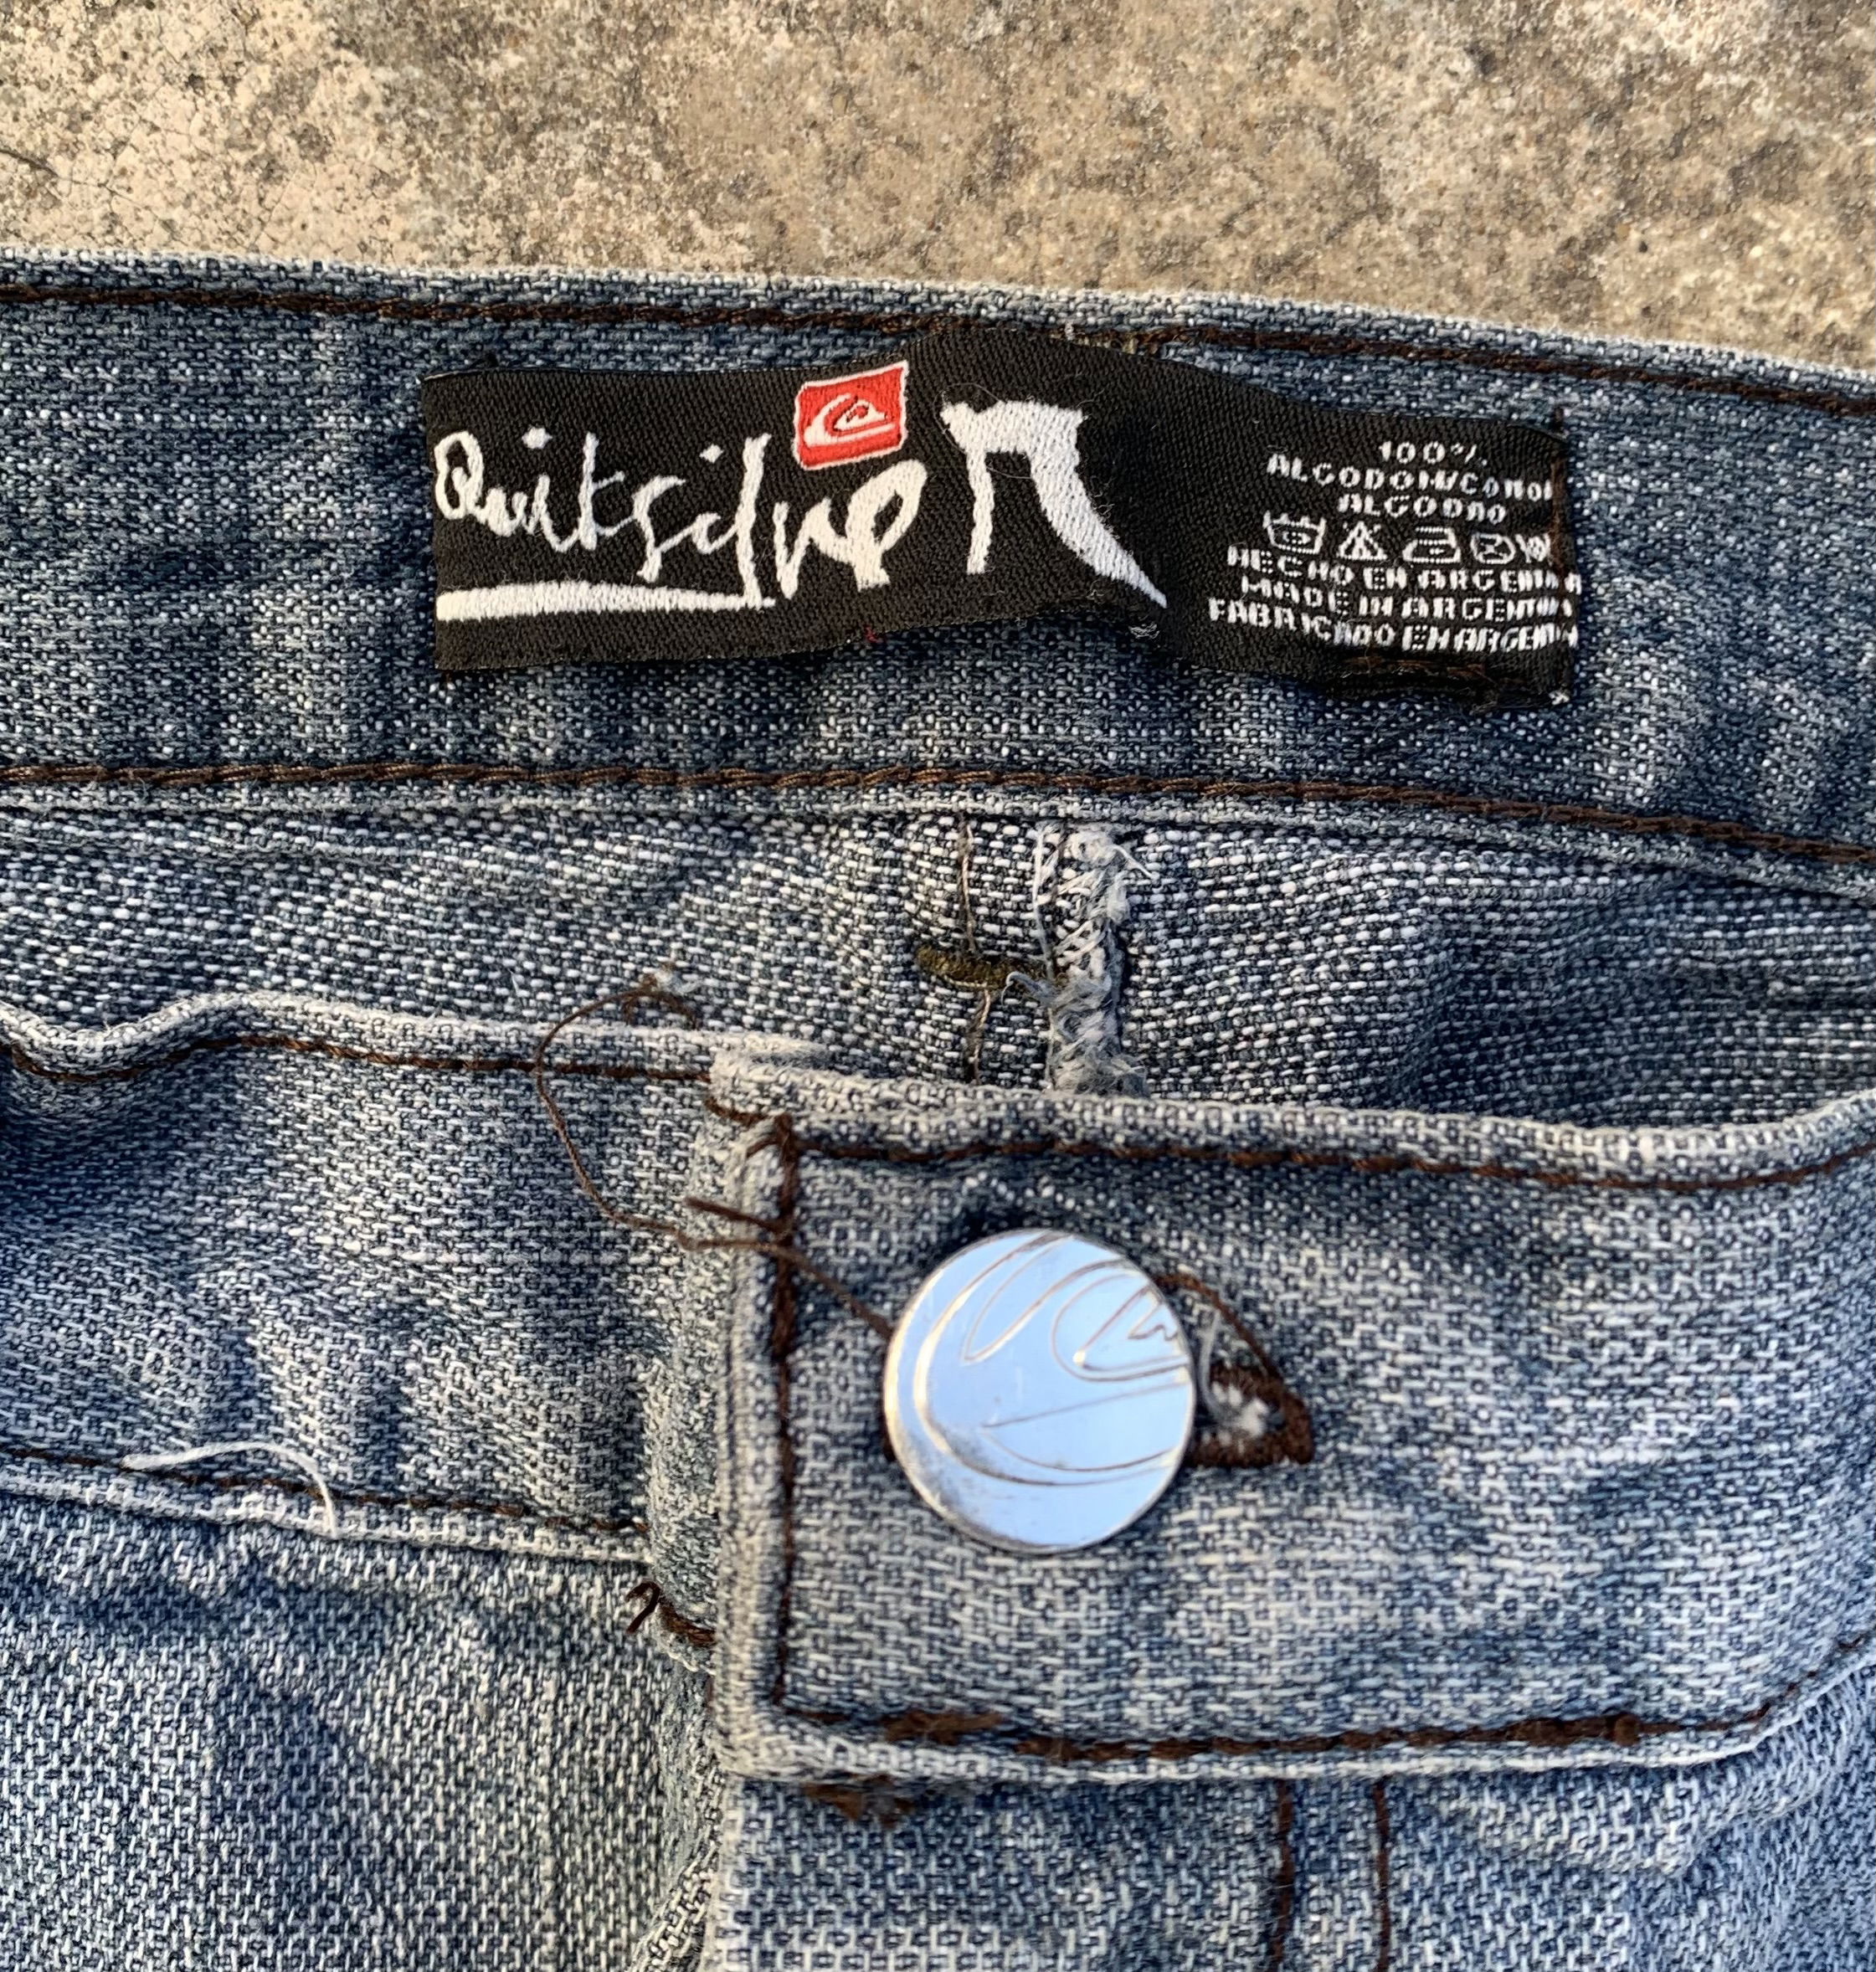 Quiksilver
100%
ALGODON/COTTON
ALGODAO
HECHO EN ARGENTINA
MADE IN ARGENTINA
FABRICADO EN ARGENTINA